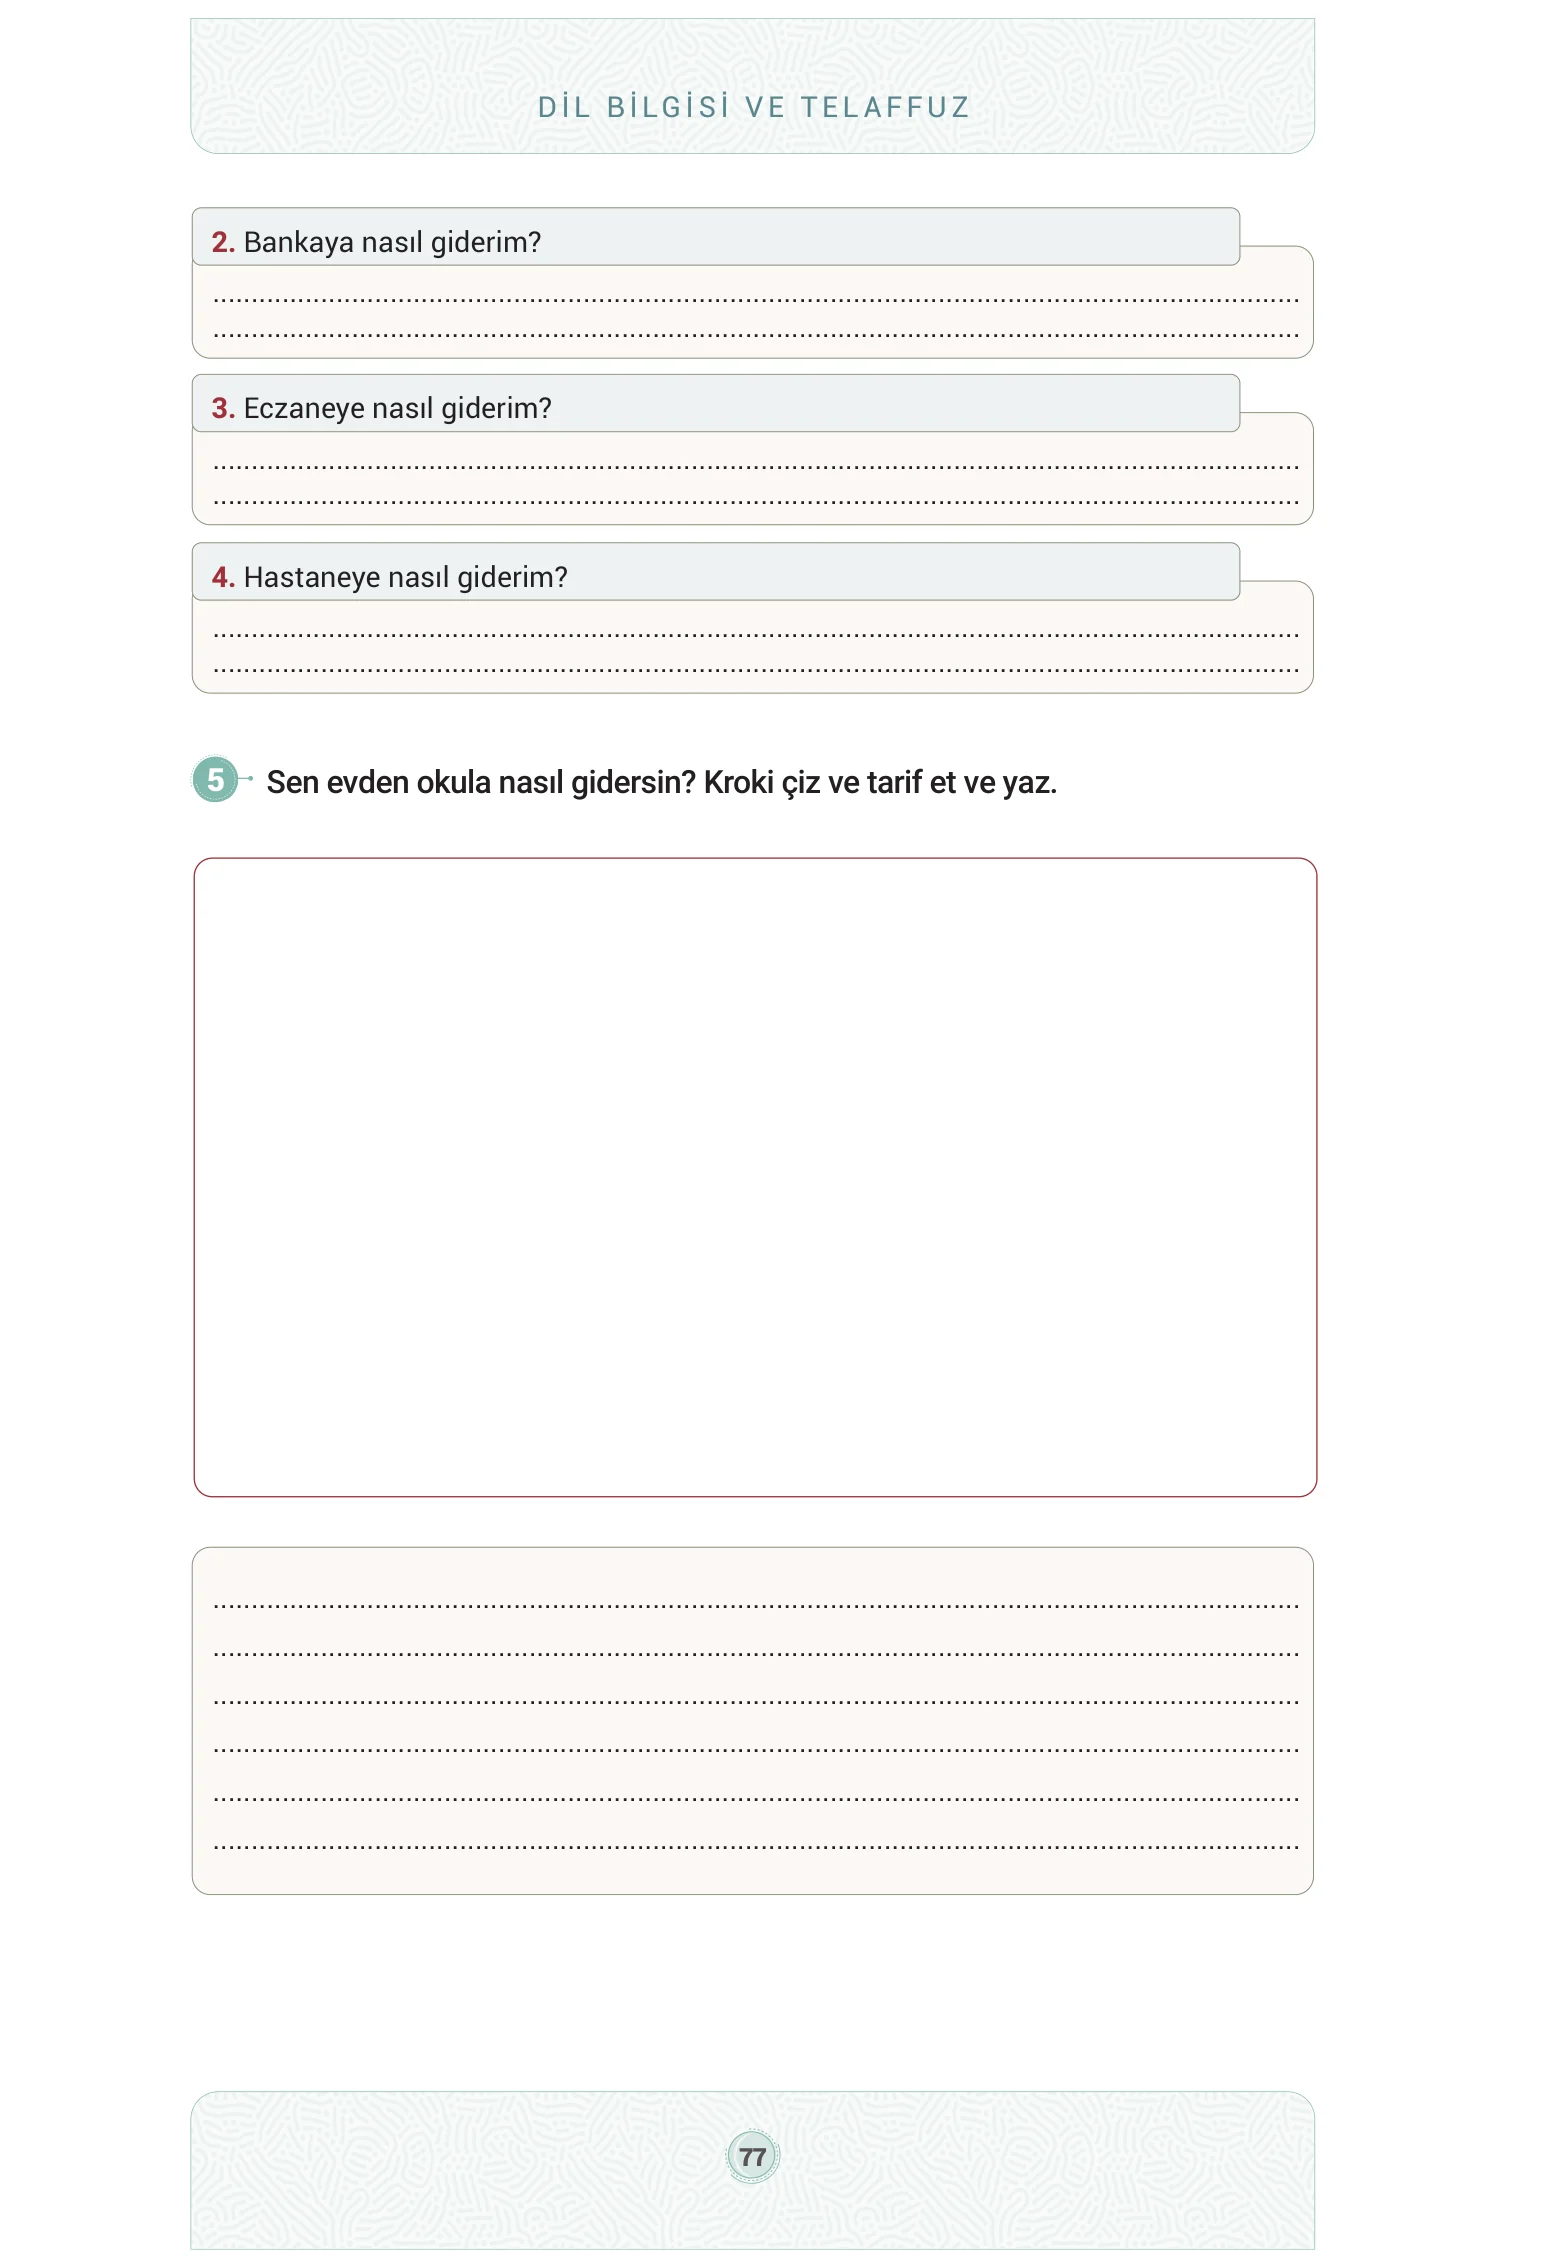 DİL BİLGİSİ VE TELAFFUZ
2. Bankaya nasıl giderim?
3. Eczaneye nasıl giderim?
4. Hastaneye nasıl giderim?
5 Sen evden okula nasıl gidersin? Kroki çiz ve tarif et ve yaz.
77